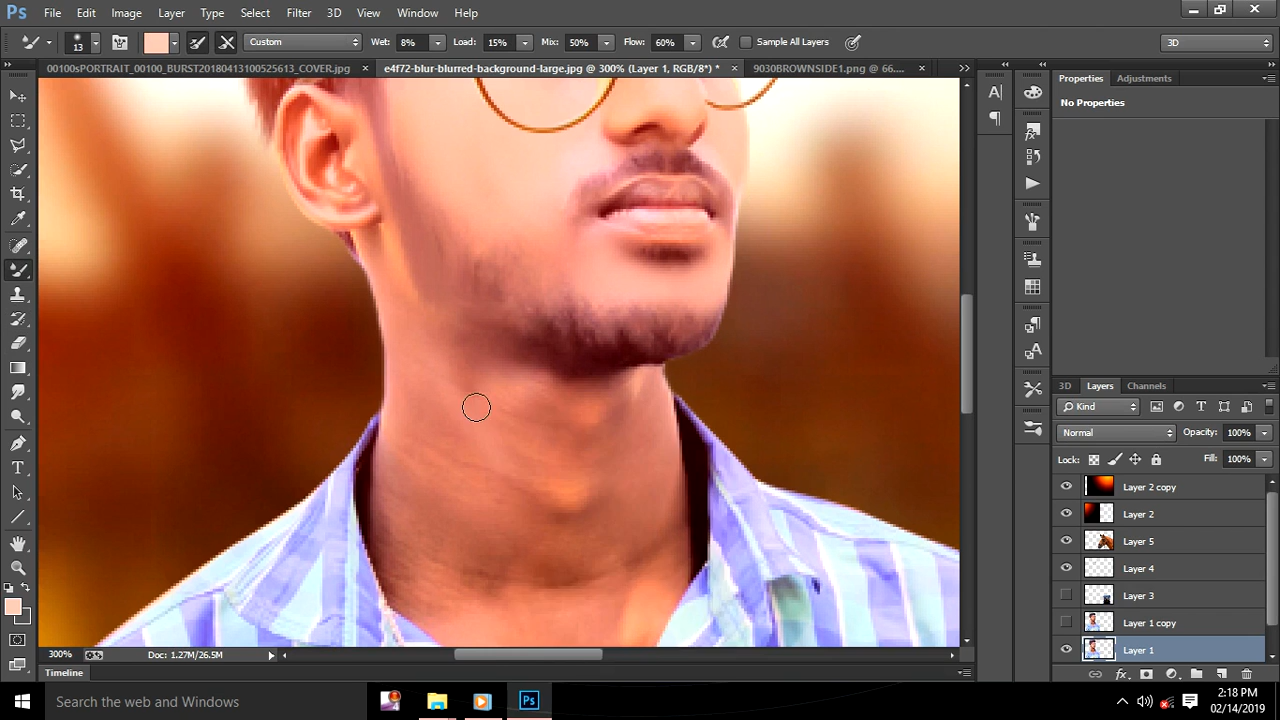 Ps File Edit Image Layer Type Select Filter 3D View Window Help
13 Custom Wet: 8% Load: 15% Mix: 50% Flow: 60% Sample All Layers 3D
00100sPORTRAIT_00100_BURST20180413100525613_COVER.jpg × e4f72-blur-blurred-background-large.jpg @ 300% (Layer 1, RGB/8*) * × 9030BROWNSIDE1.png @ 66.... ×
Properties Adjustments
No Properties
3D Layers Channels
Kind
Normal Opacity: 100%
Lock: Fill: 100%
Layer 2 copy
Layer 2
Layer 5
Layer 4
Layer 3
Layer 1 copy
Layer 1
300% Doc: 1.27M/26.5M
Timeline
Search the web and Windows
Ps
2:18 PM
02/14/2019